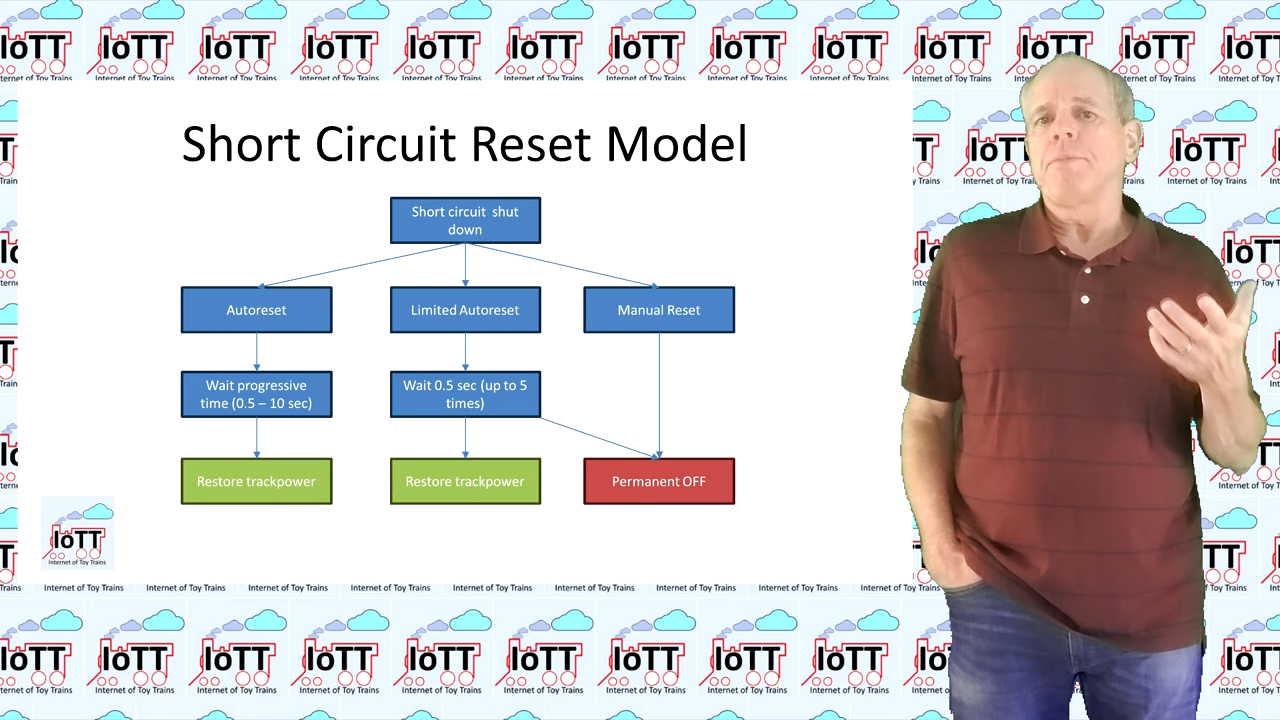 Short Circuit Reset Model
Short circuit shut
down
Autoreset
Limited Autoreset
Manual Reset
Wait progressive
time (0.5 – 10 sec)
Wait 0.5 sec (up to 5
times)
Restore trackpower
Restore trackpower
Permanent OFF
IoTT
Internet of Toy Trains